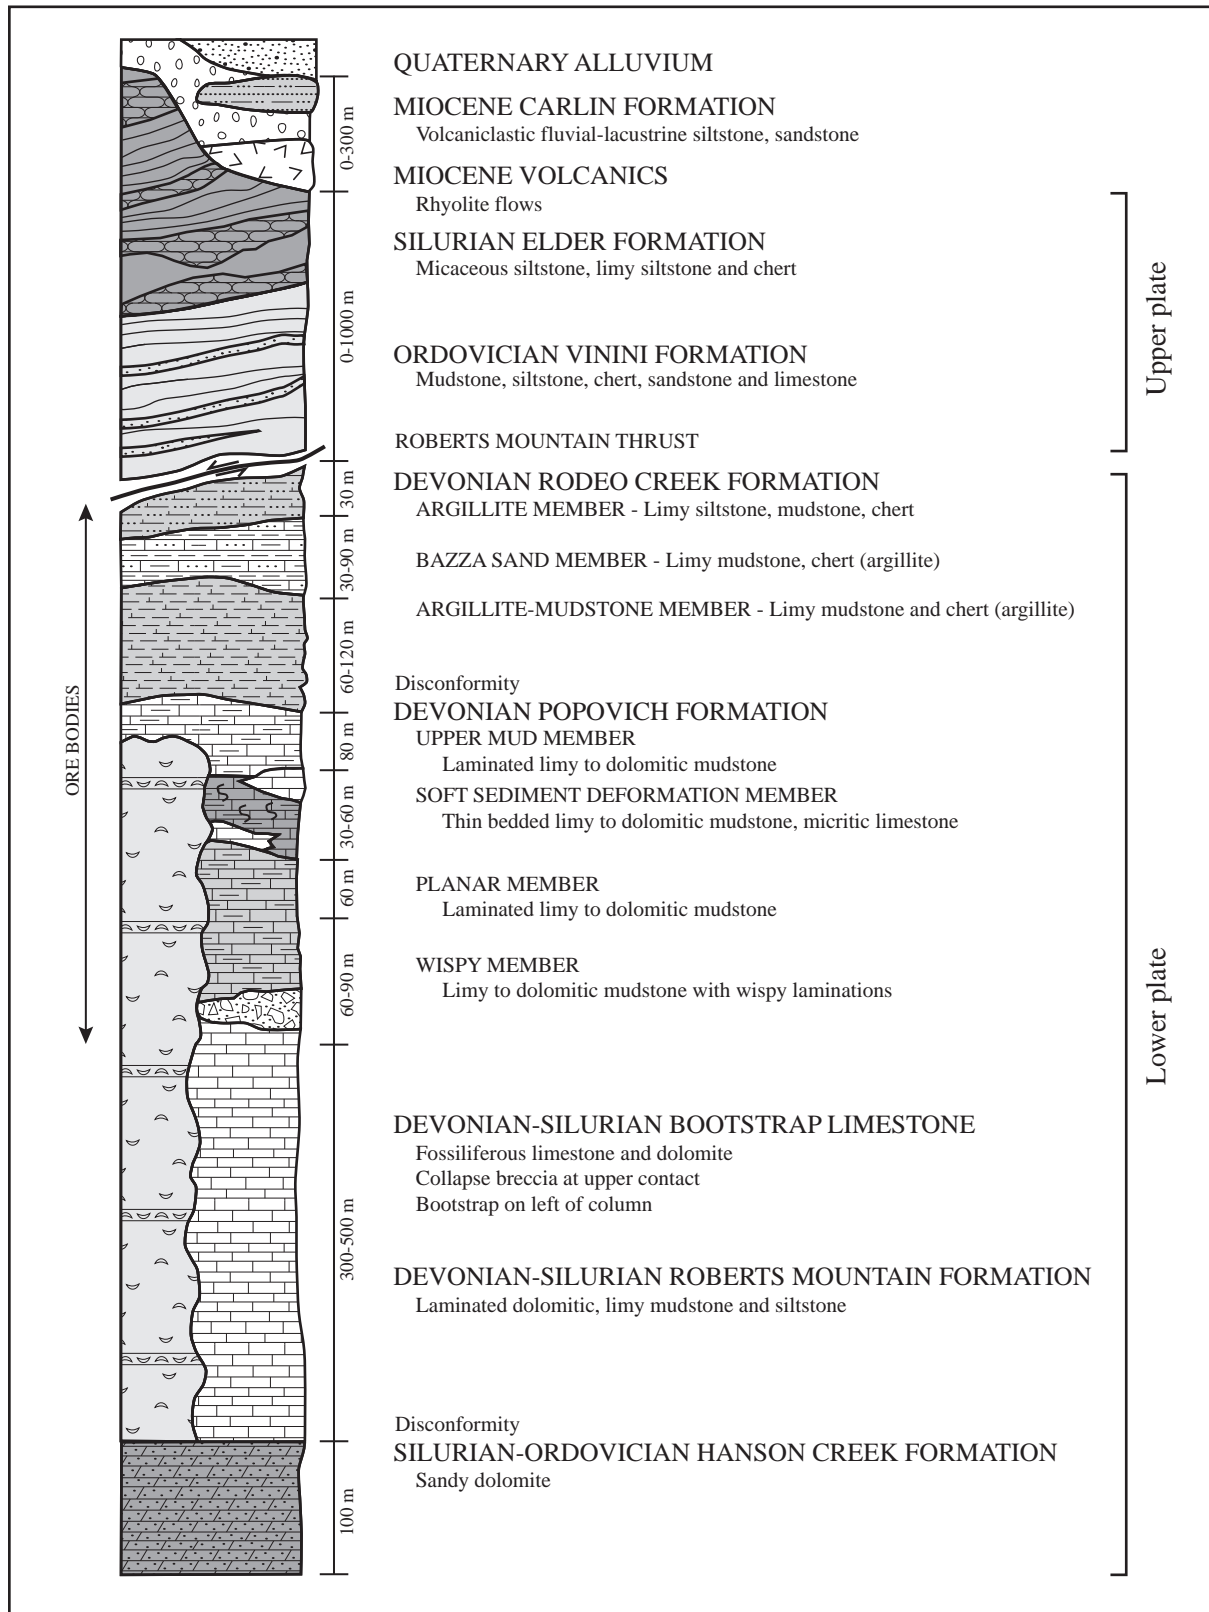 QUATERNARY ALLUVIUM
MIOCENE CARLIN FORMATION
Volcaniclastic fluvial-lacustrine siltstone, sandstone
0-300 m
MIOCENE VOLCANICS
Rhyolite flows
SILURIAN ELDER FORMATION
Micaceous siltstone, limy siltstone and chert
0-1000 m
Upper plate
ORDOVICIAN VININI FORMATION
Mudstone, siltstone, chert, sandstone and limestone
ROBERTS MOUNTAIN THRUST
DEVONIAN RODEO CREEK FORMATION
30 m
ARGILLITE MEMBER - Limy siltstone, mudstone, chert
30-90 m
BAZZA SAND MEMBER - Limy mudstone, chert (argillite)
ARGILLITE-MUDSTONE MEMBER - Limy mudstone and chert (argillite)
60-120 m
Disconformity
DEVONIAN POPOVICH FORMATION
ORE BODIES
80 m
UPPER MUD MEMBER
Laminated limy to dolomitic mudstone
30-60 m
SOFT SEDIMENT DEFORMATION MEMBER
Thin bedded limy to dolomitic mudstone, micritic limestone
60 m
PLANAR MEMBER
Laminated limy to dolomitic mudstone
60-90 m
WISPY MEMBER
Limy to dolomitic mudstone with wispy laminations
Lower plate
DEVONIAN-SILURIAN BOOTSTRAP LIMESTONE
Fossiliferous limestone and dolomite
Collapse breccia at upper contact
Bootstrap on left of column
300-500 m
DEVONIAN-SILURIAN ROBERTS MOUNTAIN FORMATION
Laminated dolomitic, limy mudstone and siltstone
Disconformity
SILURIAN-ORDOVICIAN HANSON CREEK FORMATION
Sandy dolomite
100 m